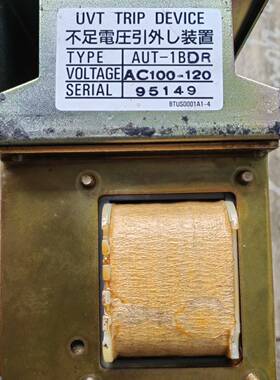 UVT TRIP DEVICE
不足電圧引外し装置
TYPE AUT-1BDR
VOLTAGE AC100-120
SERIAL 95149
BTUS0001A1-4